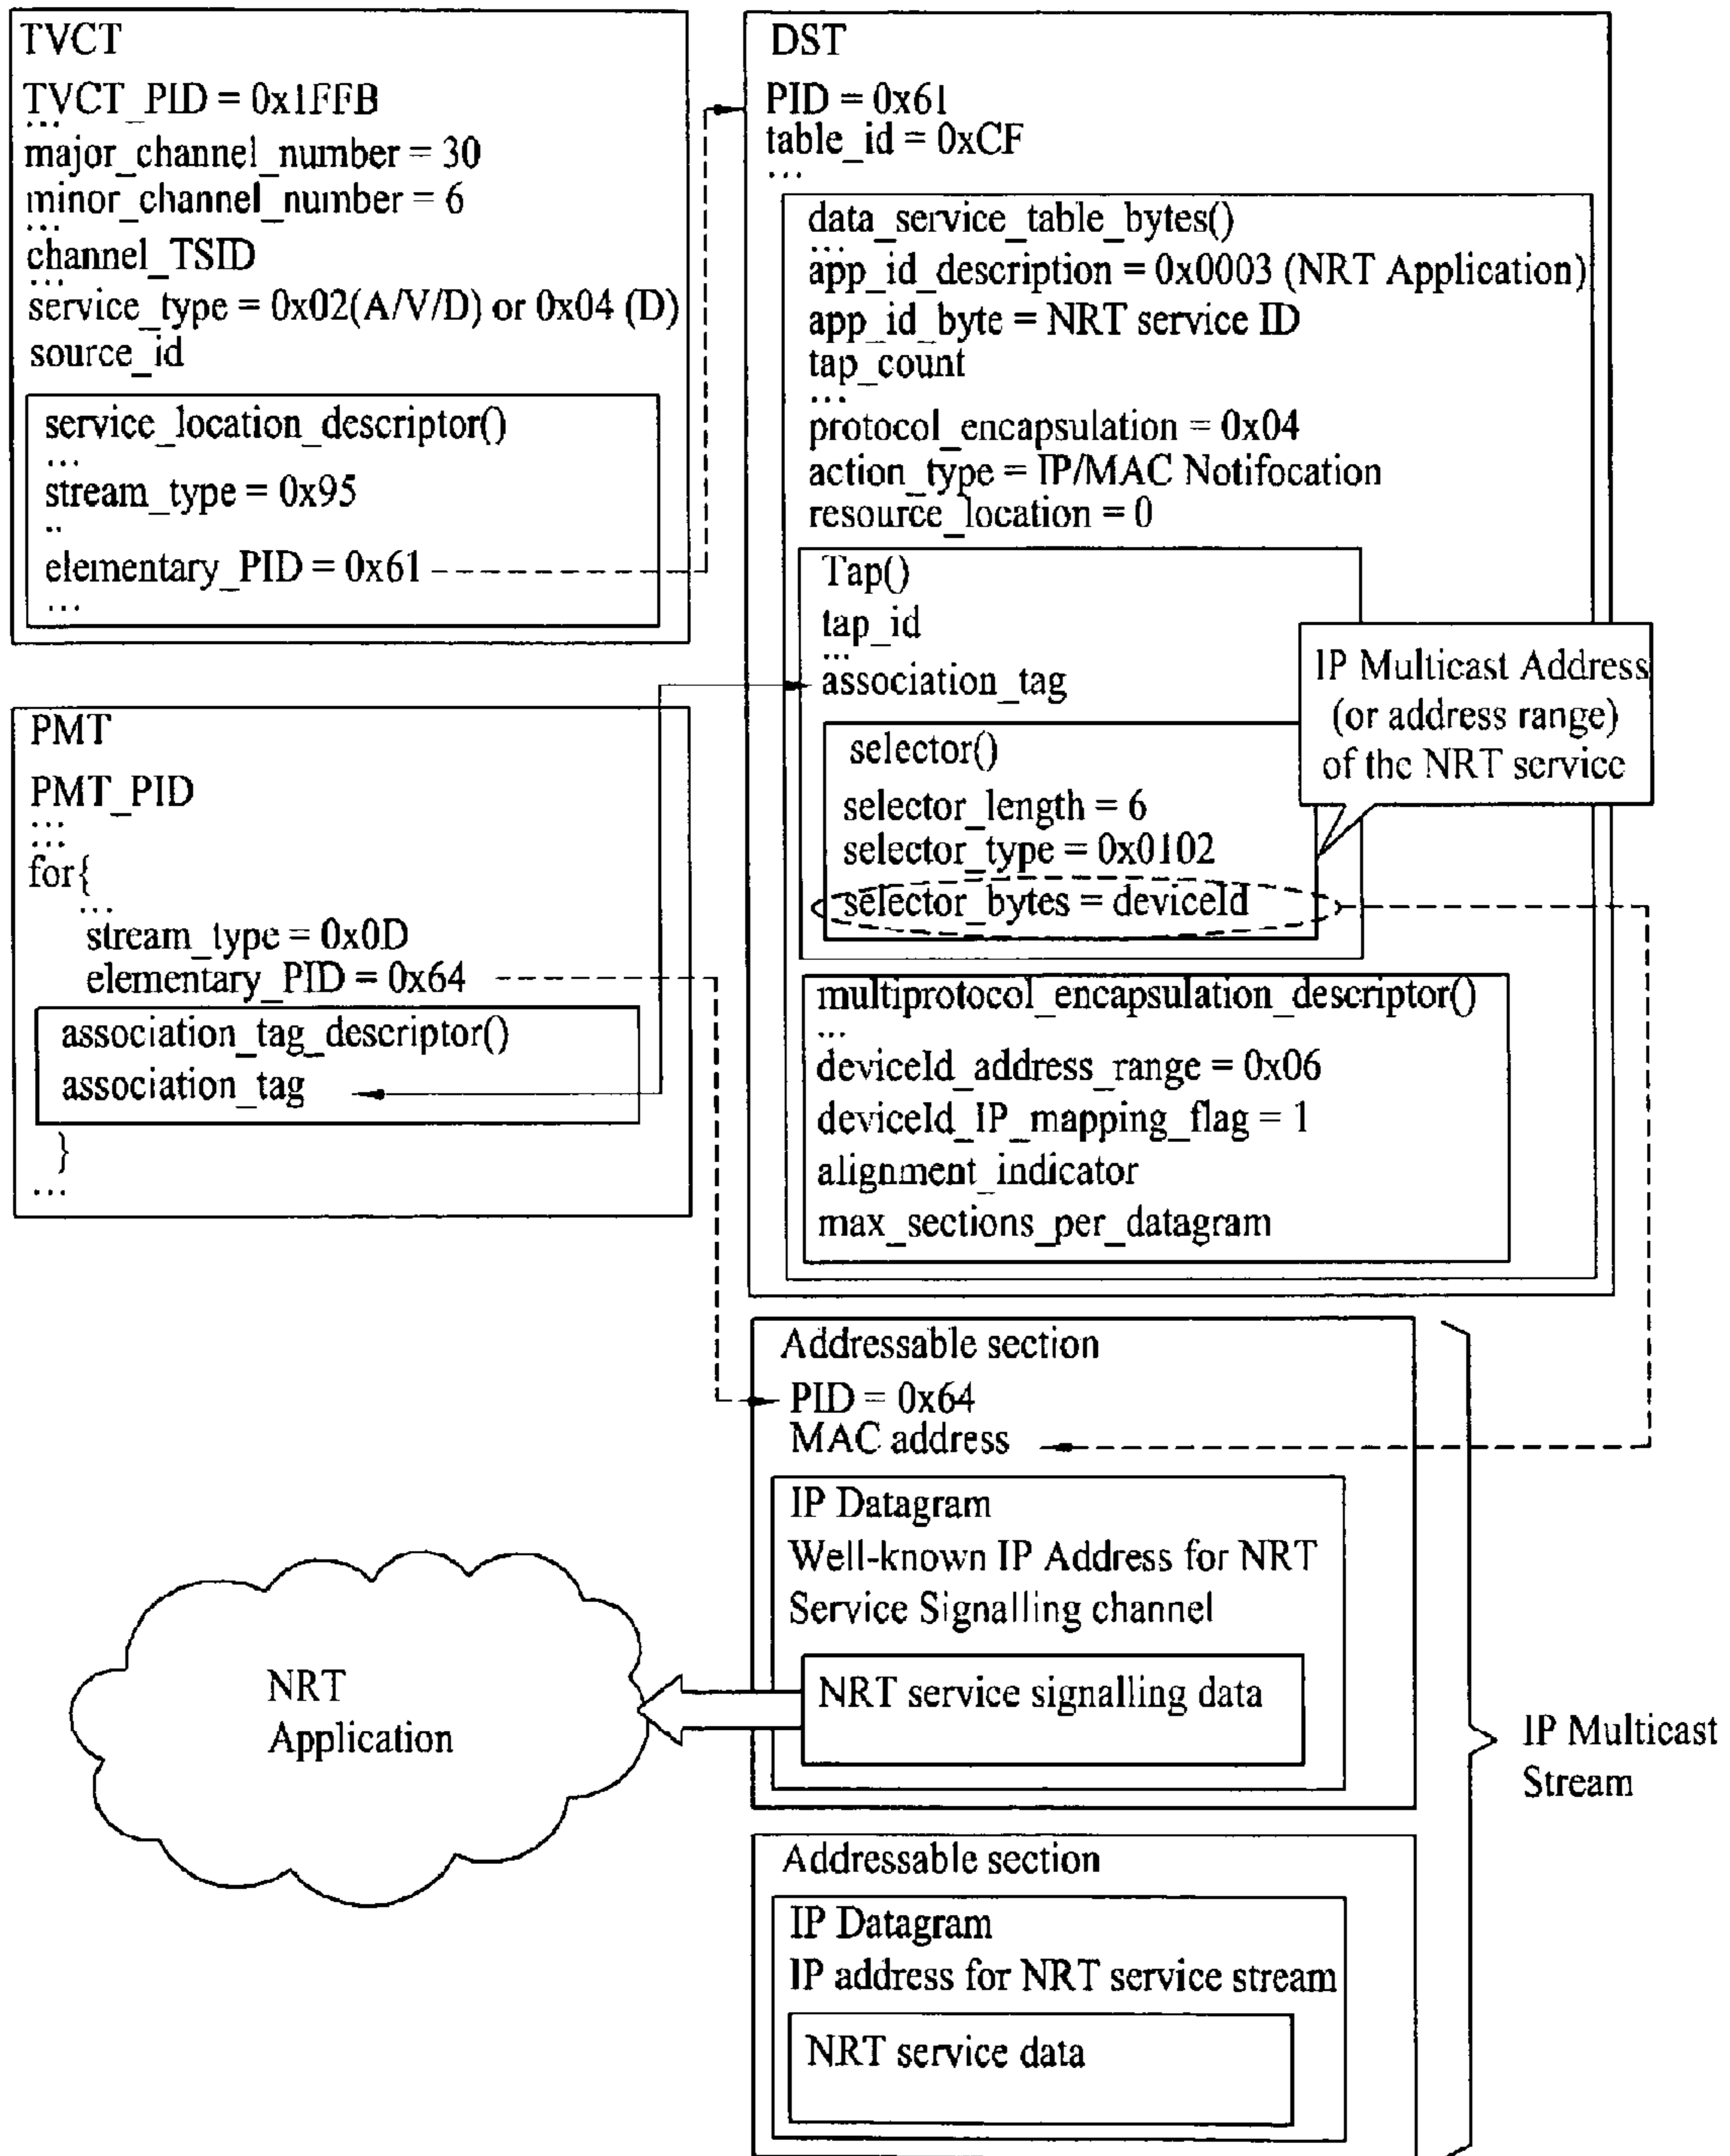 TVCT
TVCT_PID = 0x1FFB
...
major_channel_number = 30
minor_channel_number = 6
...
channel_TSID
...
service_type = 0x02(A/V/D) or 0x04 (D)
source_id
service_location_descriptor()
...
stream_type = 0x95
..
elementary_PID = 0x61
...
PMT
PMT_PID
...
...
for{
...
stream_type = 0x0D
elementary_PID = 0x64
association_tag_descriptor()
association_tag
}
...
DST
PID = 0x61
table_id = 0xCF
...
data_service_table_bytes()
...
app_id_description = 0x0003 (NRT Application)
app_id_byte = NRT service ID
tap_count
...
protocol_encapsulation = 0x04
action_type = IP/MAC Notifocation
resource_location = 0
Tap()
tap_id
...
association_tag
selector()
selector_length = 6
selector_type = 0x0102
selector_bytes = deviceId
IP Multicast Address
(or address range)
of the NRT service
multiprotocol_encapsulation_descriptor()
...
deviceId_address_range = 0x06
deviceId_IP_mapping_flag = 1
alignment_indicator
max_sections_per_datagram
Addressable section
PID = 0x64
MAC address
IP Datagram
Well-known IP Address for NRT
Service Signalling channel
NRT service signalling data
NRT
Application
IP Multicast
Stream
Addressable section
IP Datagram
IP address for NRT service stream
NRT service data